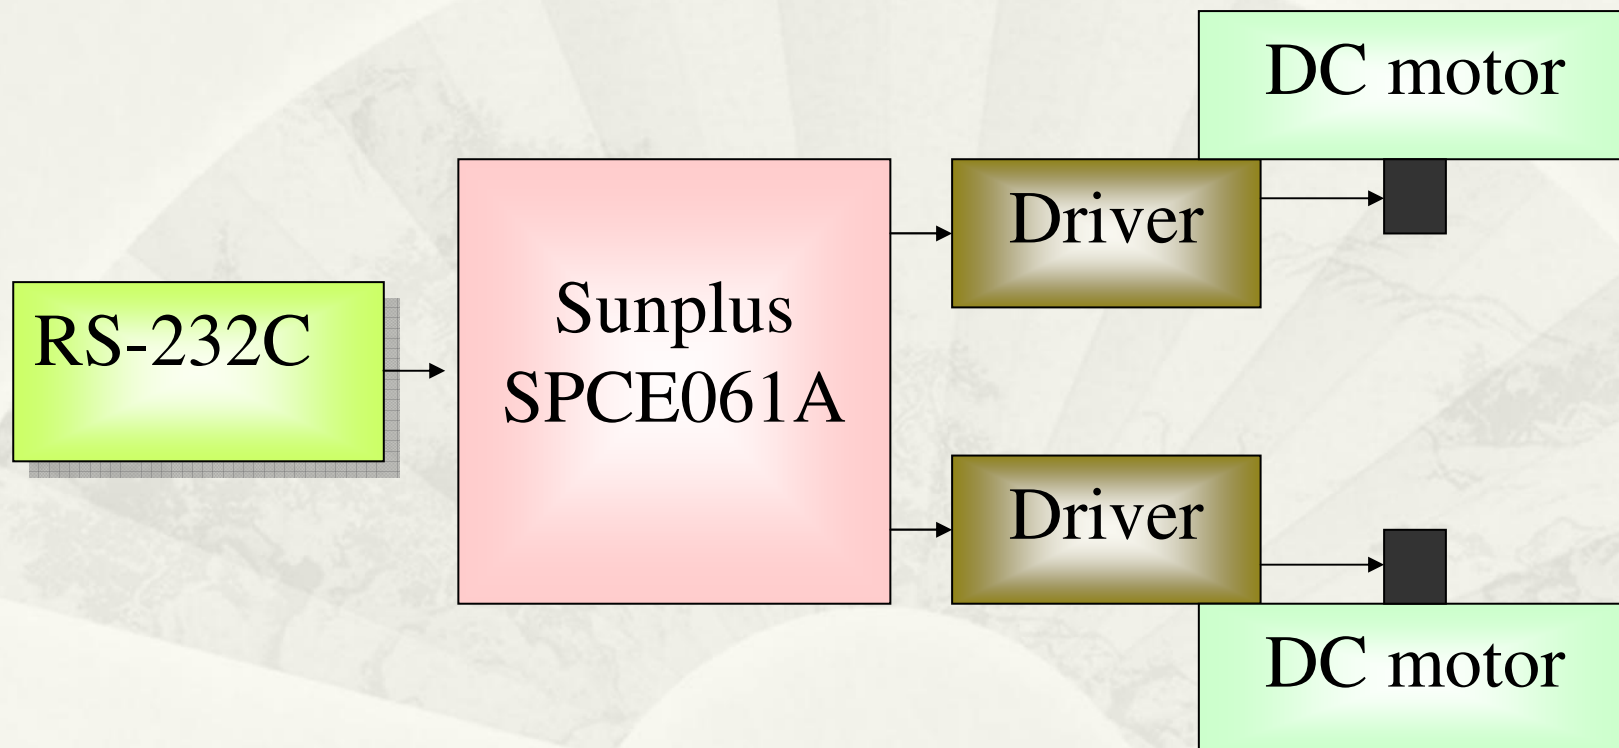 DC motor
Driver
RS-232C
Sunplus
SPCE061A
Driver
DC motor